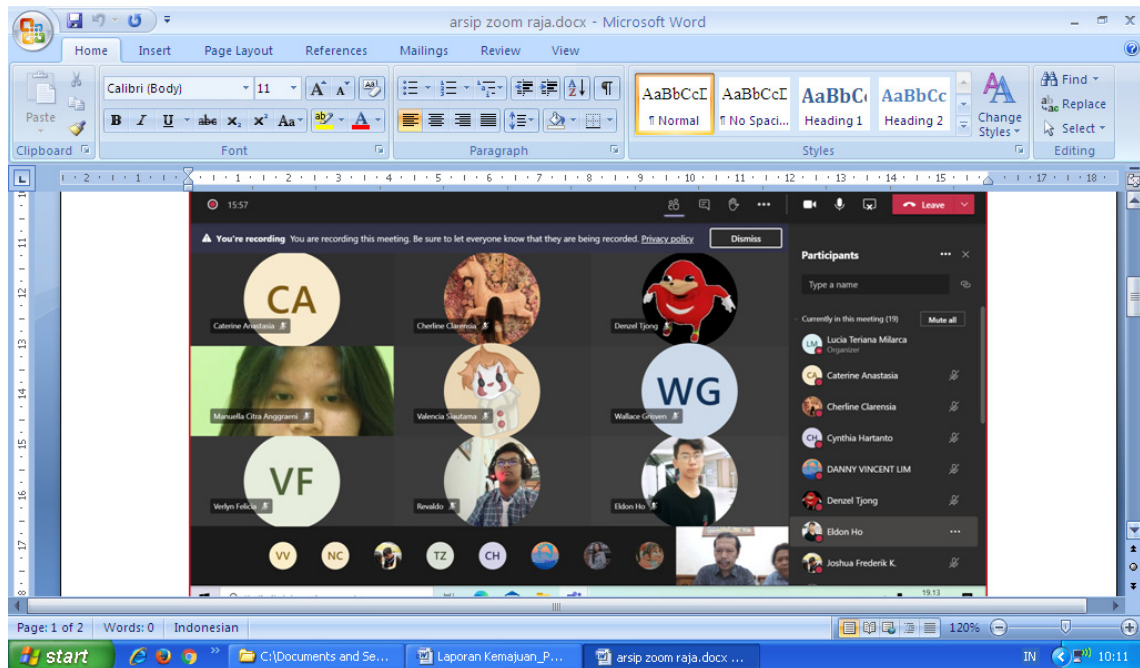 arsip zoom raja.docx - Microsoft Word
Home Insert Page Layout References Mailings Review View
Paste
Calibri (Body) 11
AaBbCcD AaBbCcD AaBbC AaBbCc
¶ Normal ¶ No Spaci... Heading 1 Heading 2
Change Styles
Find
Replace
Select
Clipboard Font Paragraph Styles Editing
15:57
Leave
You're recording You are recording this meeting. Be sure to let everyone know that they are being recorded. Privacy policy
Dismiss
CA
Caterine Anastasia
Cherline Clarensia
Denzel Tjong
Manuella Citra Anggraeni
Valencia Siautama
WG
Wallace Groven
VF
Verlyn Felicia
Revaldo
Eldon Ho
VV NC TZ CH
Participants
Type a name
Currently in this meeting (19)
Mute all
LM
Lucia Teriana Milarca
Organizer
CA
Caterine Anastasia
Cherline Clarensia
CH
Cynthia Hartanto
DANNY VINCENT LIM
Denzel Tjong
Eldon Ho
Joshua Frederik K.
19.13
Page: 1 of 2 Words: 0 Indonesian
120%
start
C:\Documents and Se...
Laporan Kemajuan_P...
arsip zoom raja.docx ...
IN
10:11